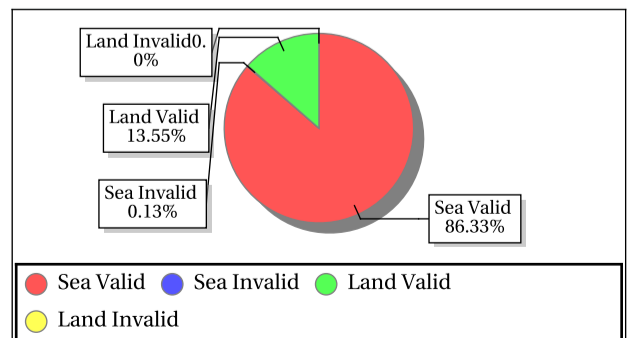 Land Invalid0.
0%
Land Valid
13.55%
Sea Invalid
0.13%
Sea Valid
86.33%
Sea Valid Sea Invalid Land Valid
Land Invalid